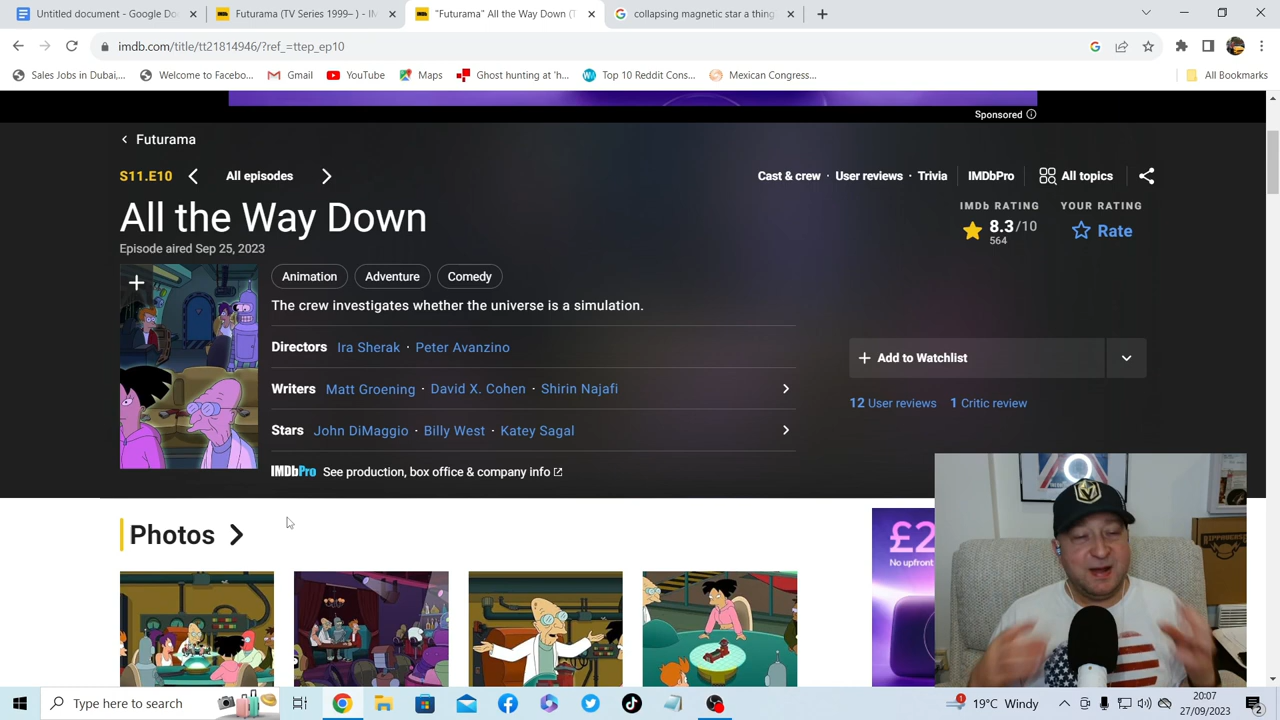 Untitled document - Google Do
Futurama (TV Series 1999– ) - I
"Futurama" All the Way Down (T
collapsing magnetic star a thing
imdb.com/title/tt21814946/?ref_=ttep_ep10
Sales Jobs in Dubai,...
Welcome to Facebo...
Gmail
YouTube
Maps
Ghost hunting at 'h...
Top 10 Reddit Cons...
Mexican Congress...
All Bookmarks
Sponsored
Futurama
S11.E10
All episodes
Cast & crew · User reviews · Trivia
IMDbPro
All topics
All the Way Down
IMDb RATING
YOUR RATING
8.3/10
564
Rate
Episode aired Sep 25, 2023
Animation
Adventure
Comedy
The crew investigates whether the universe is a simulation.
Directors Ira Sherak · Peter Avanzino
Add to Watchlist
Writers Matt Groening · David X. Cohen · Shirin Najafi
12 User reviews
1 Critic review
Stars John DiMaggio · Billy West · Katey Sagal
IMDbPro See production, box office & company info
Photos
£2
No upfront
Type here to search
1
19°C Windy
20:07
27/09/2023
2